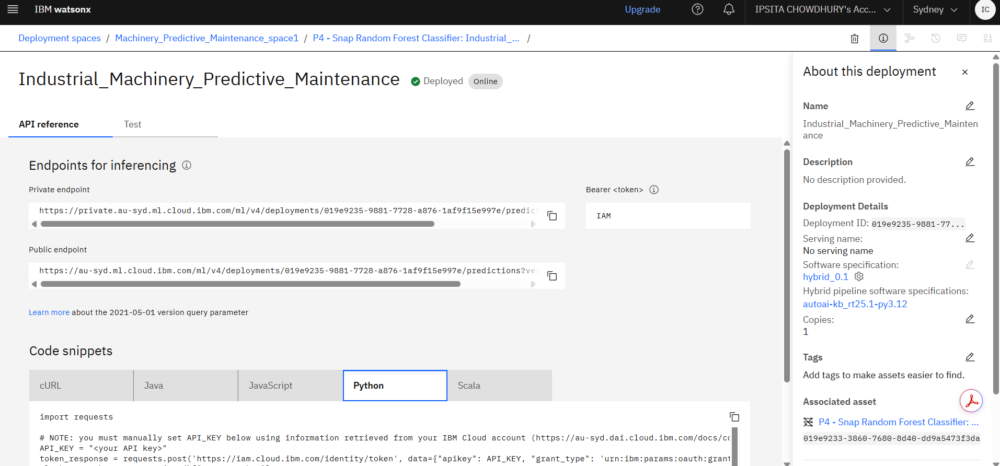 IBM watsonx
Upgrade
IPSITA CHOWDHURY's Acc...
Sydney
IC
Deployment spaces / Machinery_Predictive_Maintenance_space1 / P4 - Snap Random Forest Classifier: Industrial_... /
Industrial_Machinery_Predictive_Maintenance
Deployed
Online
API reference
Test
Endpoints for inferencing
Private endpoint
https://private.au-syd.ml.cloud.ibm.com/ml/v4/deployments/019e9235-9881-7728-a876-1af9f15e997e/predict
Bearer <token>
IAM
Public endpoint
https://au-syd.ml.cloud.ibm.com/ml/v4/deployments/019e9235-9881-7728-a876-1af9f15e997e/predictions?ve
Learn more about the 2021-05-01 version query parameter
Code snippets
cURL
Java
JavaScript
Python
Scala
import requests
# NOTE: you must manually set API_KEY below using information retrieved from your IBM Cloud account (https://au-syd.dai.cloud.ibm.com/docs/cc
API_KEY = "<your API key>"
token_response = requests.post('https://iam.cloud.ibm.com/identity/token', data={"apikey": API_KEY, "grant_type": 'urn:ibm:params:oauth:grant
About this deployment
Name
Industrial_Machinery_Predictive_Mainten
ance
Description
No description provided.
Deployment Details
Deployment ID: 019e9235-9881-77...
Serving name:
No serving name
Software specification:
hybrid_0.1
Hybrid pipeline software specifications:
autoai-kb_rt25.1-py3.12
Copies:
1
Tags
Add tags to make assets easier to find.
Associated asset
P4 - Snap Random Forest Classifier: ...
019e9233-3860-7680-8d40-dd9a5473f3da